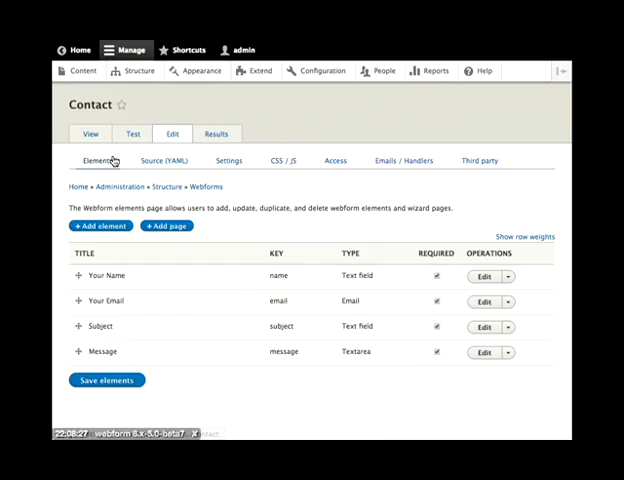 Home Manage Shortcuts admin
Content Structure Appearance Extend Configuration People Reports Help
Contact
View Test Edit Results
Elements Source (YAML) Settings CSS / JS Access Emails / Handlers Third party
Home » Administration » Structure » Webforms
The Webform elements page allows users to add, update, duplicate, and delete webform elements and wizard pages.
+ Add element + Add page
Show row weights
TITLE KEY TYPE REQUIRED OPERATIONS
Your Name name Text field Edit
Your Email email Email Edit
Subject subject Text field Edit
Message message Textarea Edit
Save elements
22:08:27 webform 8.x-5.0-beta7 x ontact